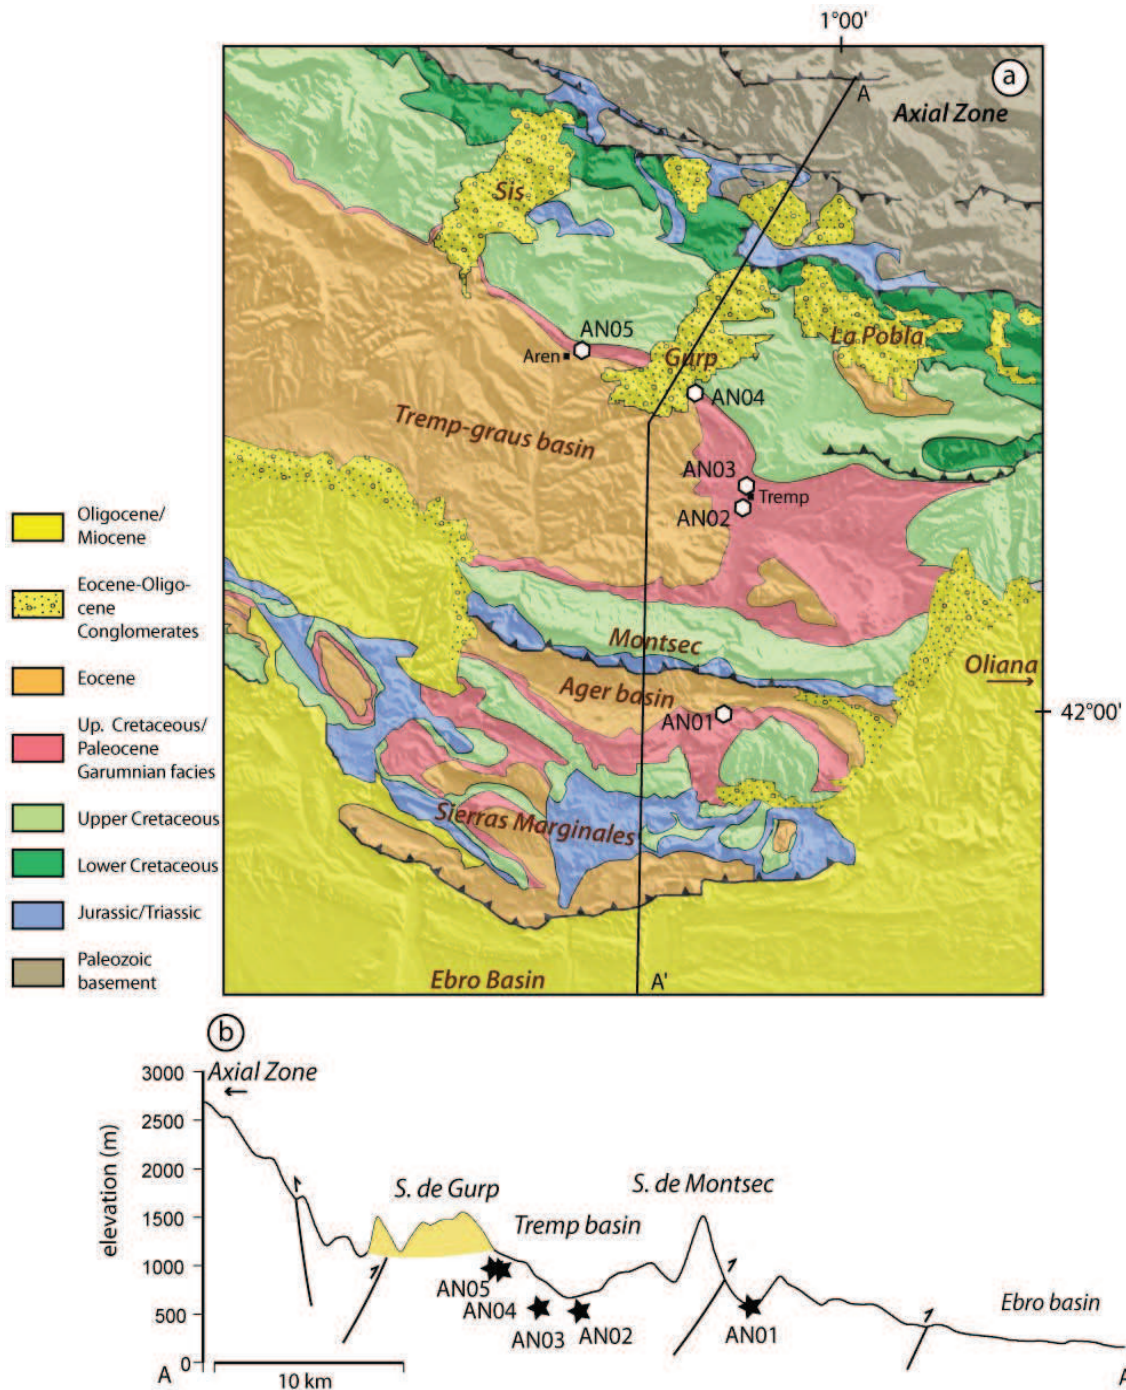 1°00'
a
A
Axial Zone
Sis
La Pobla
AN05
Aren
Gurp
AN04
Tremp-graus basin
AN03
Tremp
AN02
Montsec
Oliana
Ager basin
42°00'
AN01
Sierras Marginales
Ebro Basin
A'
Oligocene/
Miocene
Eocene-Oligo-
cene
Conglomerates
Eocene
Up. Cretaceous/
Paleocene
Garumnian facies
Upper Cretaceous
Lower Cretaceous
Jurassic/Triassic
Paleozoic
basement
b
3000
Axial Zone
2500
2000
1500
1000
500
0
elevation (m)
S. de Gurp
S. de Montsec
Tremp basin
AN05
AN04
AN03
AN02
AN01
Ebro basin
A
10 km
A